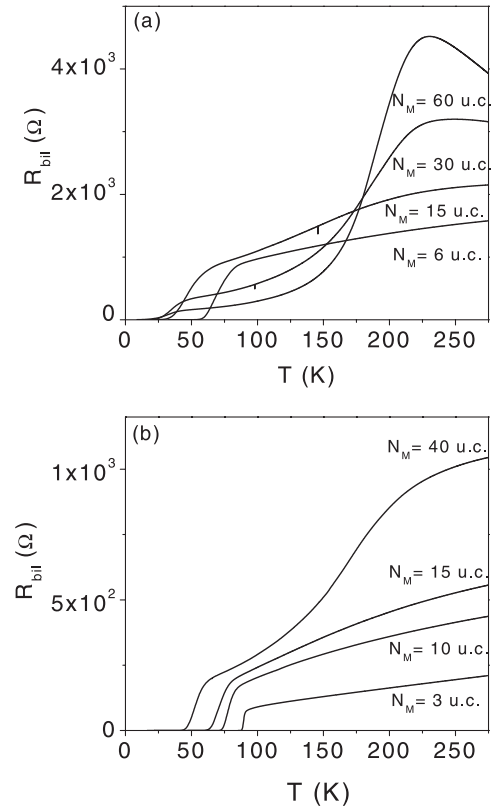 (a)
4x10³
N_M = 60 u.c.
R_bil (Ω)
N_M = 30 u.c.
2x10³
N_M = 15 u.c.
N_M = 6 u.c.
0
0 50 100 150 200 250
T (K)
(b)
N_M = 40 u.c.
1x10³
R_bil (Ω)
N_M = 15 u.c.
5x10²
N_M = 10 u.c.
N_M = 3 u.c.
0
0 50 100 150 200 250
T (K)